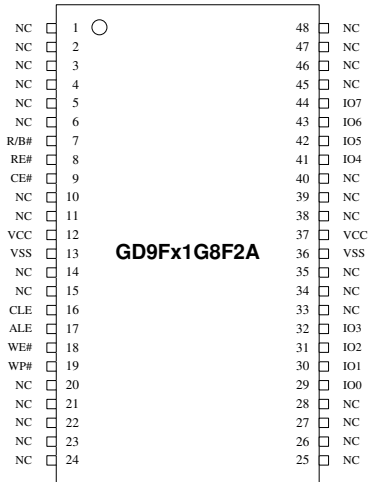 NC 1 48 NC
NC 2 47 NC
NC 3 46 NC
NC 4 45 NC
NC 5 44 IO7
NC 6 43 IO6
R/B# 7 42 IO5
RE# 8 41 IO4
CE# 9 40 NC
NC 10 39 NC
NC 11 38 NC
VCC 12 37 VCC
VSS 13 GD9Fx1G8F2A 36 VSS
NC 14 35 NC
NC 15 34 NC
CLE 16 33 NC
ALE 17 32 IO3
WE# 18 31 IO2
WP# 19 30 IO1
NC 20 29 IO0
NC 21 28 NC
NC 22 27 NC
NC 23 26 NC
NC 24 25 NC